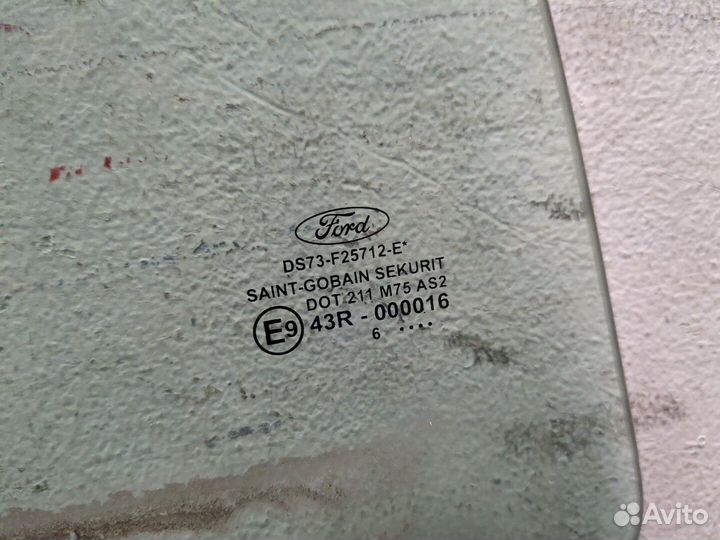 Ford
DS73-F25712-E*
SAINT-GOBAIN SEKURIT
DOT 211 M75 AS2
E9 43R - 000016
6 ....
Avito